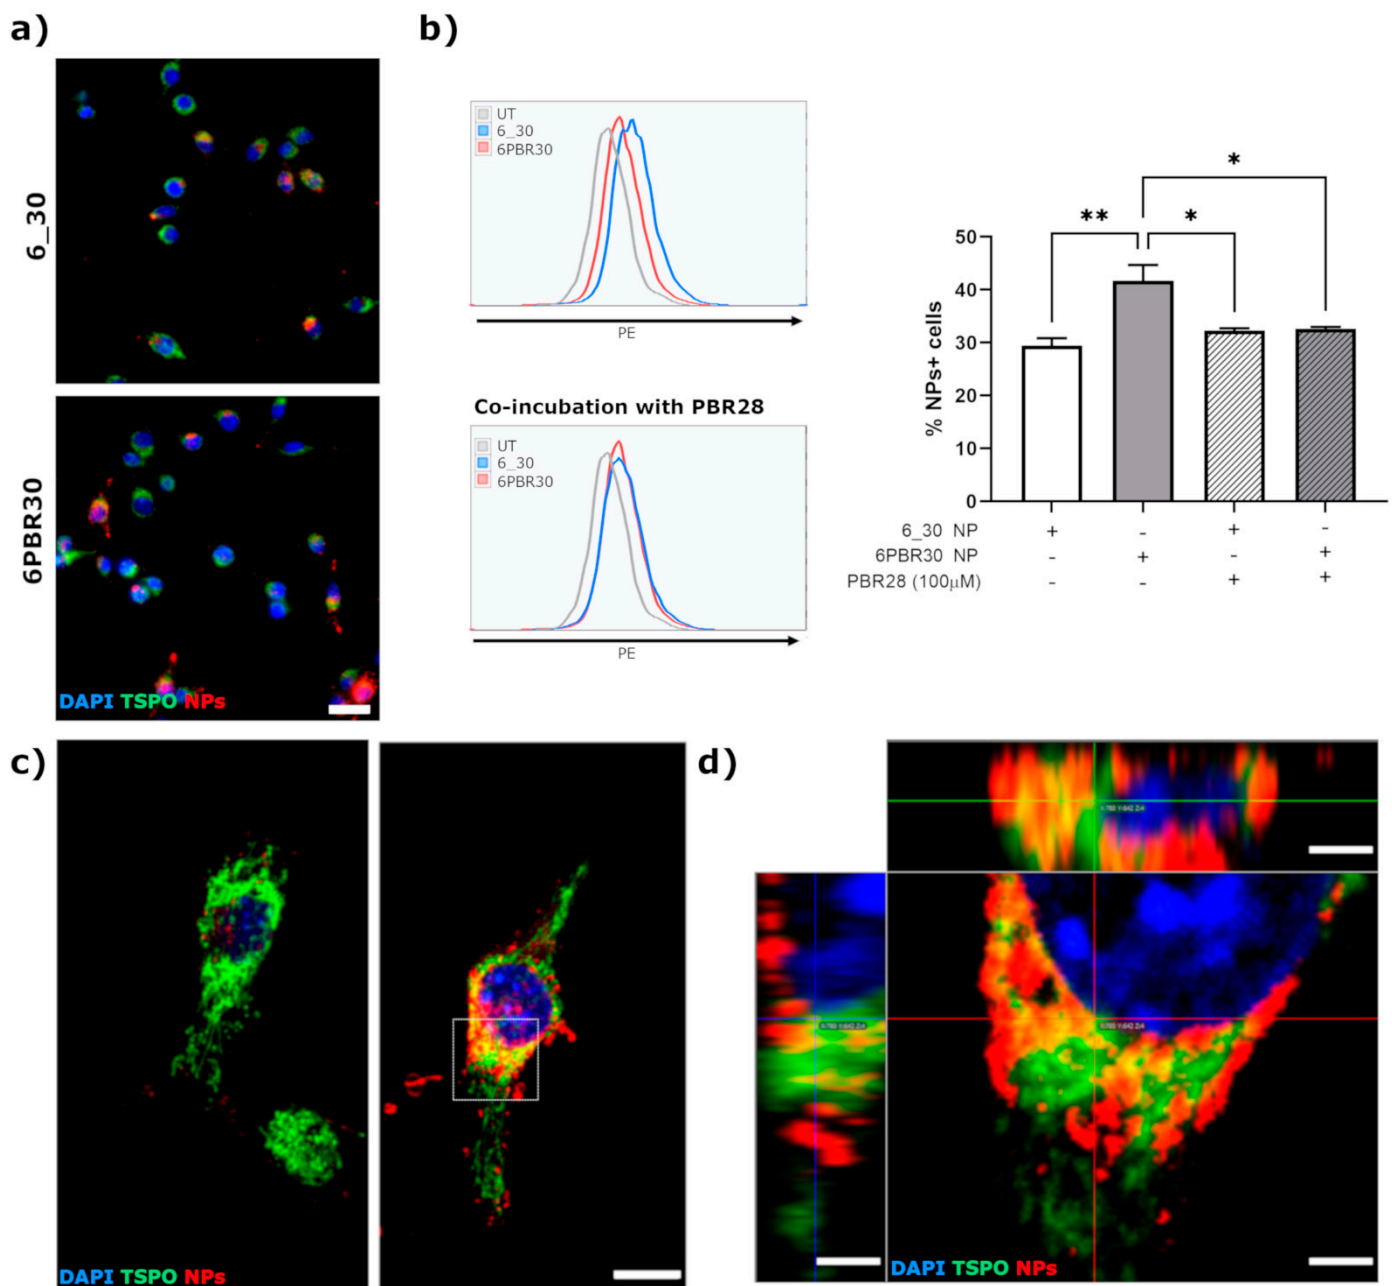 a)
b)
6_30
6PBR30
DAPI TSPO NPs
UT
6_30
6PBR30
PE
Co-incubation with PBR28
UT
6_30
6PBR30
PE
% NPs+ cells
50
40
30
20
10
0
** * *
6_30 NP + - + -
6PBR30 NP - + - +
PBR28 (100μM) - - + +
c)
DAPI TSPO NPs
d)
DAPI TSPO NPs